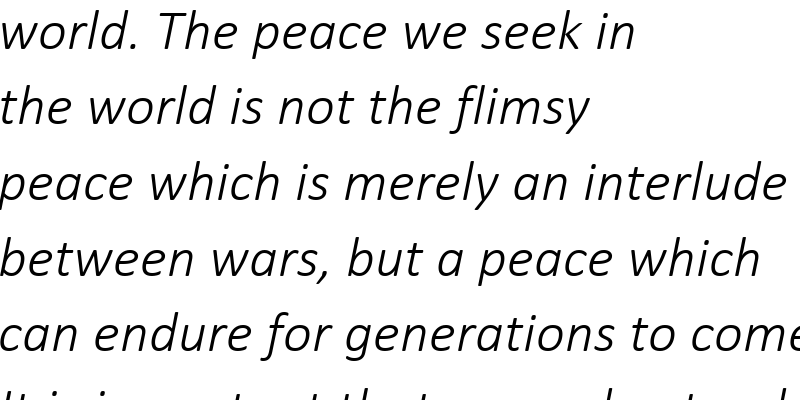 world. The peace we seek in
the world is not the flimsy
peace which is merely an interlude
between wars, but a peace which
can endure for generations to come